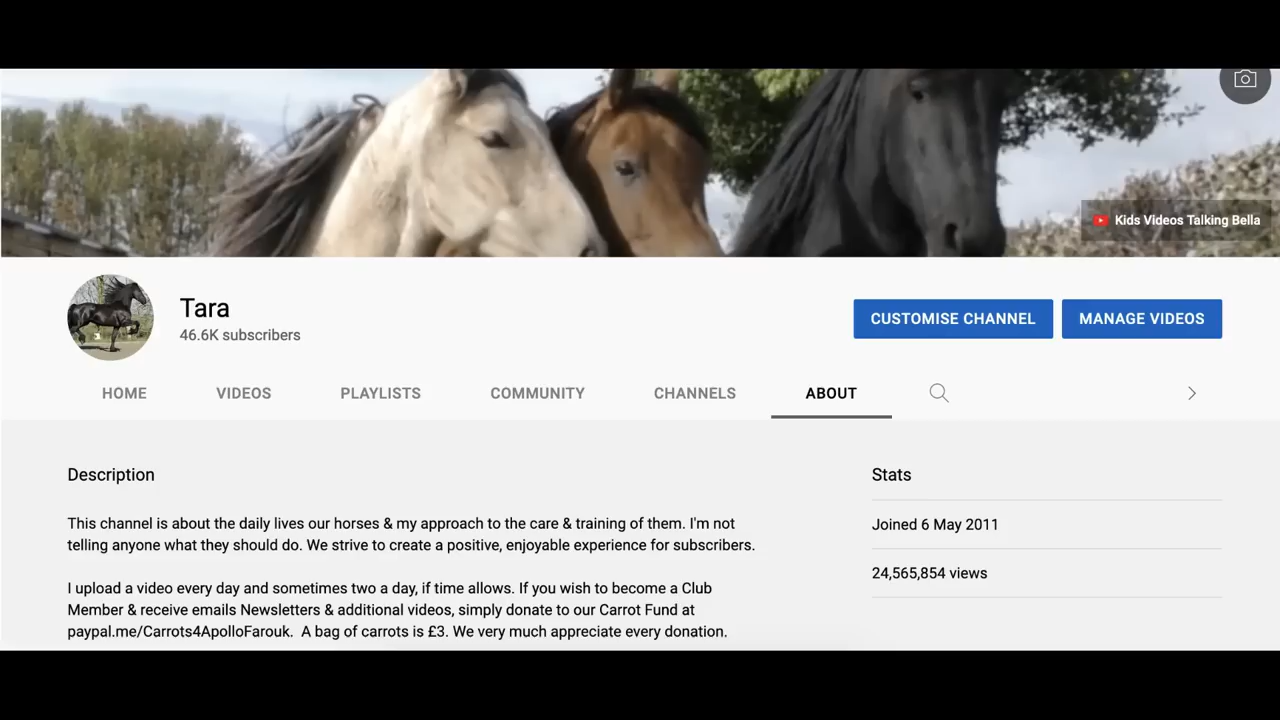 Kids Videos Talking Bella
Tara
46.6K subscribers
CUSTOMISE CHANNEL
MANAGE VIDEOS
HOME
VIDEOS
PLAYLISTS
COMMUNITY
CHANNELS
ABOUT
Description
This channel is about the daily lives our horses & my approach to the care & training of them. I'm not
telling anyone what they should do. We strive to create a positive, enjoyable experience for subscribers.
I upload a video every day and sometimes two a day, if time allows. If you wish to become a Club
Member & receive emails Newsletters & additional videos, simply donate to our Carrot Fund at
paypal.me/Carrots4ApolloFarouk.  A bag of carrots is £3. We very much appreciate every donation.
Stats
Joined 6 May 2011
24,565,854 views